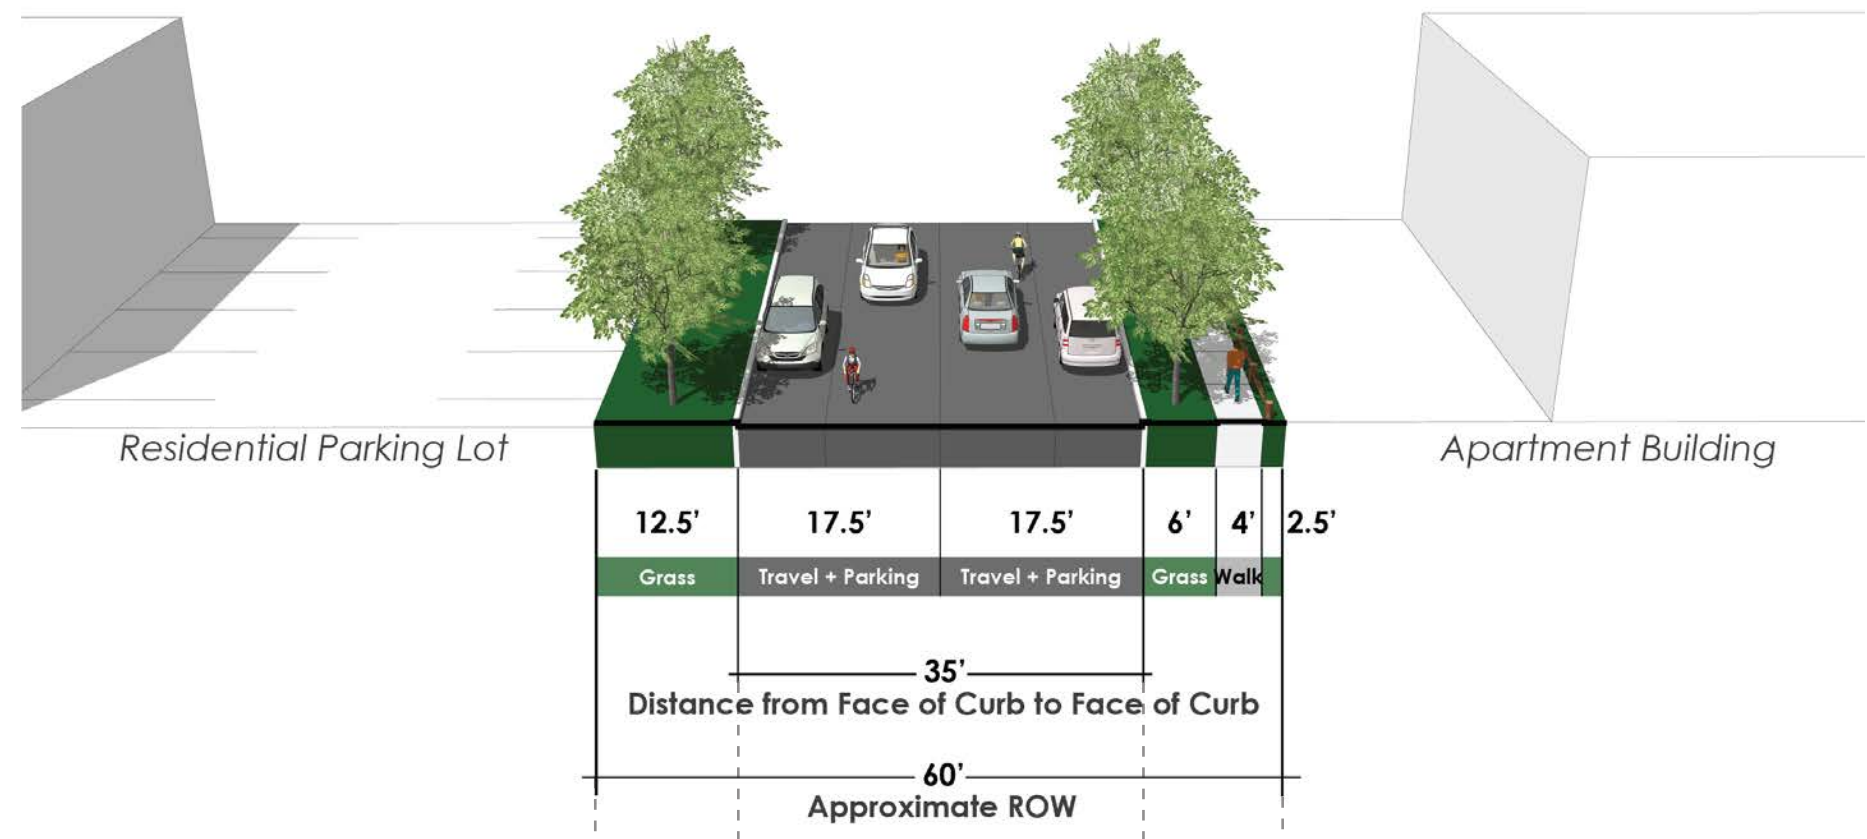 Residential Parking Lot
Apartment Building
12.5’ 17.5’ 17.5’ 6’ 4’ 2.5’
Grass Travel + Parking Travel + Parking Grass Walk
35’
Distance from Face of Curb to Face of Curb
60’
Approximate ROW